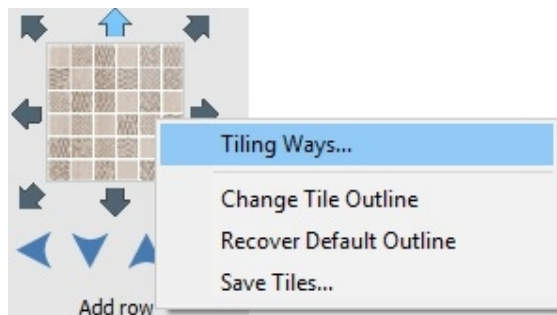 Tiling Ways...
Change Tile Outline
Recover Default Outline
Save Tiles...
Add row